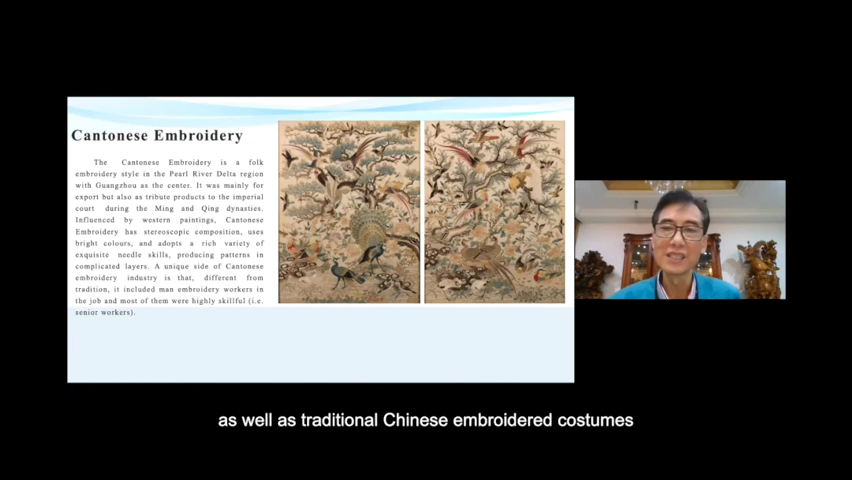 Cantonese Embroidery
The Cantonese Embroidery is a folk
embroidery style in the Pearl River Delta region
with Guangzhou as the center. It was mainly for
export but also as tribute products to the imperial
court during the Ming and Qing dynasties.
Influenced by western paintings, Cantonese
Embroidery has stereoscopic composition, uses
bright colours, and adopts a rich variety of
exquisite needle skills, producing patterns in
complicated layers. A unique side of Cantonese
embroidery industry is that, different from
tradition, it included man embroidery workers in
the job and most of them were highly skillful (i.e.
senior workers).
as well as traditional Chinese embroidered costumes